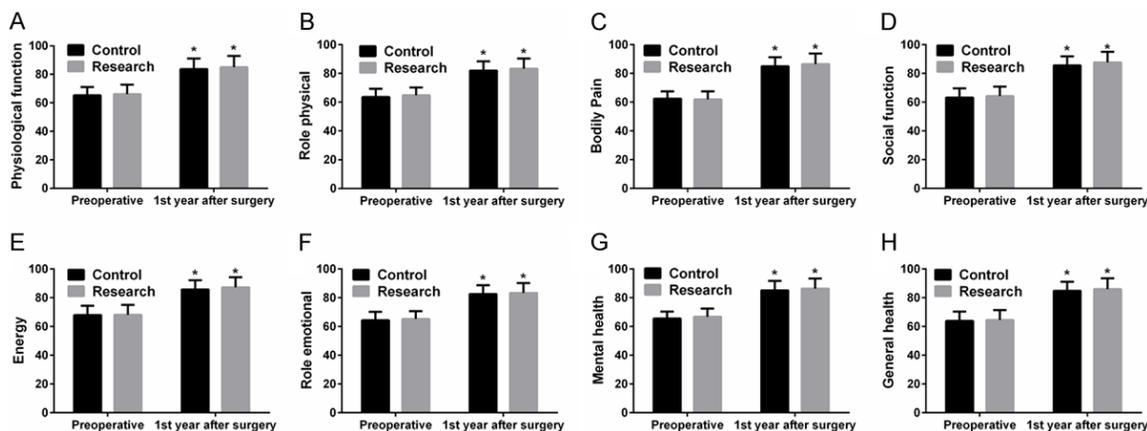 A
Physiological function
100
80
60
40
20
0
Control
Research
*
*
Preoperative
1st year after surgery
B
Role physical
100
80
60
40
20
0
Control
Research
*
*
Preoperative
1st year after surgery
C
Bodily Pain
100
80
60
40
20
0
Control
Research
*
*
Preoperative
1st year after surgery
D
Social function
100
80
60
40
20
0
Control
Research
*
*
Preoperative
1st year after surgery
E
Energy
100
80
60
40
20
0
Control
Research
*
*
Preoperative
1st year after surgery
F
Role emotional
100
80
60
40
20
0
Control
Research
*
*
Preoperative
1st year after surgery
G
Mental health
100
80
60
40
20
0
Control
Research
*
*
Preoperative
1st year after surgery
H
General health
100
80
60
40
20
0
Control
Research
*
*
Preoperative
1st year after surgery